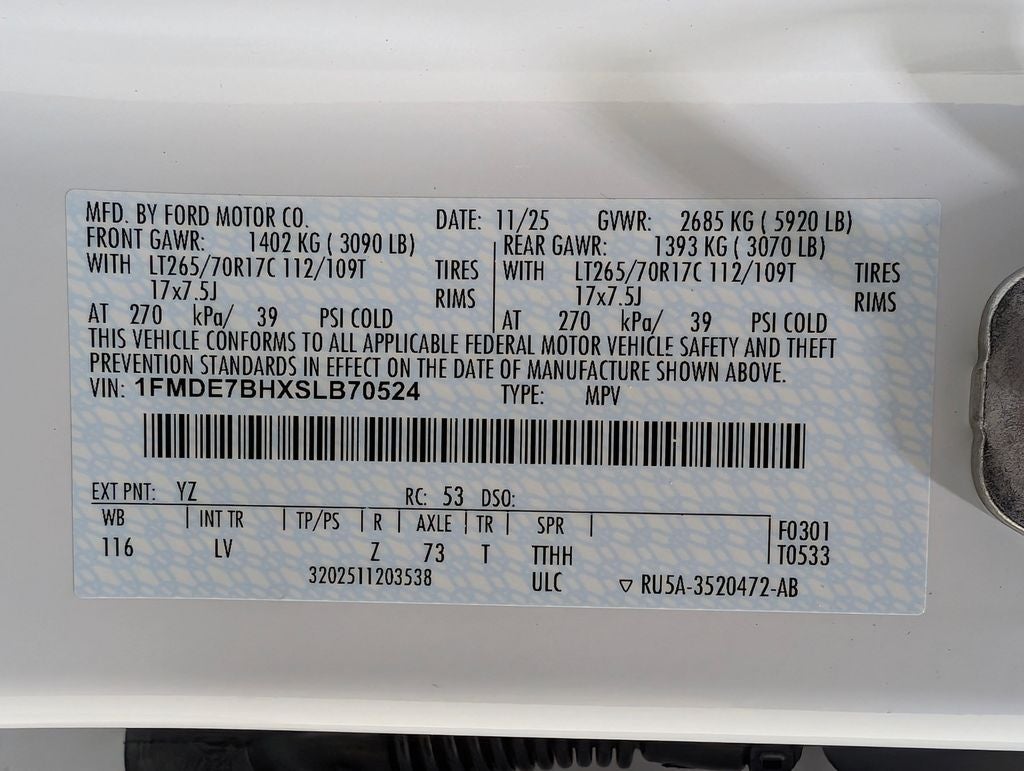 MFD. BY FORD MOTOR CO. DATE: 11/25 GVWR: 2685 KG ( 5920 LB)
FRONT GAWR: 1402 KG ( 3090 LB) REAR GAWR: 1393 KG ( 3070 LB)
WITH LT265/70R17C 112/109T TIRES WITH LT265/70R17C 112/109T TIRES
17x7.5J RIMS 17x7.5J RIMS
AT 270 kPa/ 39 PSI COLD AT 270 kPa/ 39 PSI COLD
THIS VEHICLE CONFORMS TO ALL APPLICABLE FEDERAL MOTOR VEHICLE SAFETY AND THEFT
PREVENTION STANDARDS IN EFFECT ON THE DATE OF MANUFACTURE SHOWN ABOVE.
VIN: 1FMDE7BHXSLB70524 TYPE: MPV
EXT PNT: YZ RC: 53 DSO:
WB INT TR TP/PS R AXLE TR SPR F0301
116 LV Z 73 T TTHH T0533
3202511203538 ULC ▽ RU5A-3520472-AB